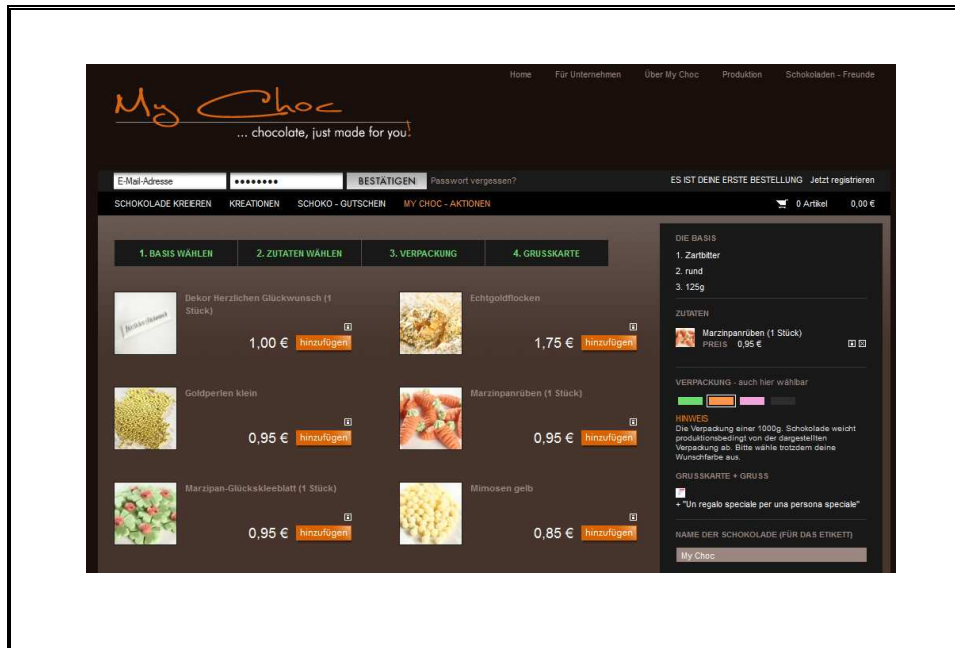 Home Für Unternehmen Über My Choc Produktion Schokoladen - Freunde
My Choc
... chocolate, just made for you!
E-Mail-Adresse •••••••• BESTÄTIGEN Passwort vergessen? ES IST DEINE ERSTE BESTELLUNG Jetzt registrieren
SCHOKOLADE KREIEREN KREATIONEN SCHOKO - GUTSCHEIN MY CHOC - AKTIONEN 0 Artikel 0,00 €
1. BASIS WÄHLEN 2. ZUTATEN WÄHLEN 3. VERPACKUNG 4. GRUSSKARTE
Dekor Herzlichen Glückwunsch (1
Stück)
1,00 € hinzufügen
Echtgoldflocken
1,75 € hinzufügen
Goldperlen klein
0,95 € hinzufügen
Marzipanrüben (1 Stück)
0,95 € hinzufügen
Marzipan-Glückskleeblatt (1 Stück)
0,95 € hinzufügen
Mimosen gelb
0,85 € hinzufügen
DIE BASIS
1. Zartbitter
2. rund
3. 125g
ZUTATEN
Marzipanrüben (1 Stück)
PREIS 0,95 €
VERPACKUNG - auch hier wählbar
HINWEIS
Die Verpackung einer 1000g. Schokolade weicht
produktionsbedingt von der dargestellten
Verpackung ab. Bitte wähle trotzdem deine
Wunschfarbe aus.
GRUSSKARTE + GRUSS
+ "Un regalo speciale per una persona speciale"
NAME DER SCHOKOLADE (FÜR DAS ETIKETT)
My Choc